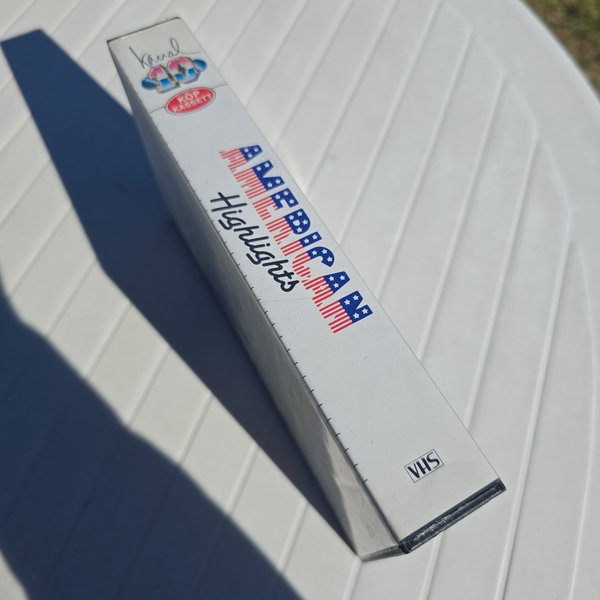 Kanal
10
KÖP
KASSETT
AMERICAN
Highlights
VHS